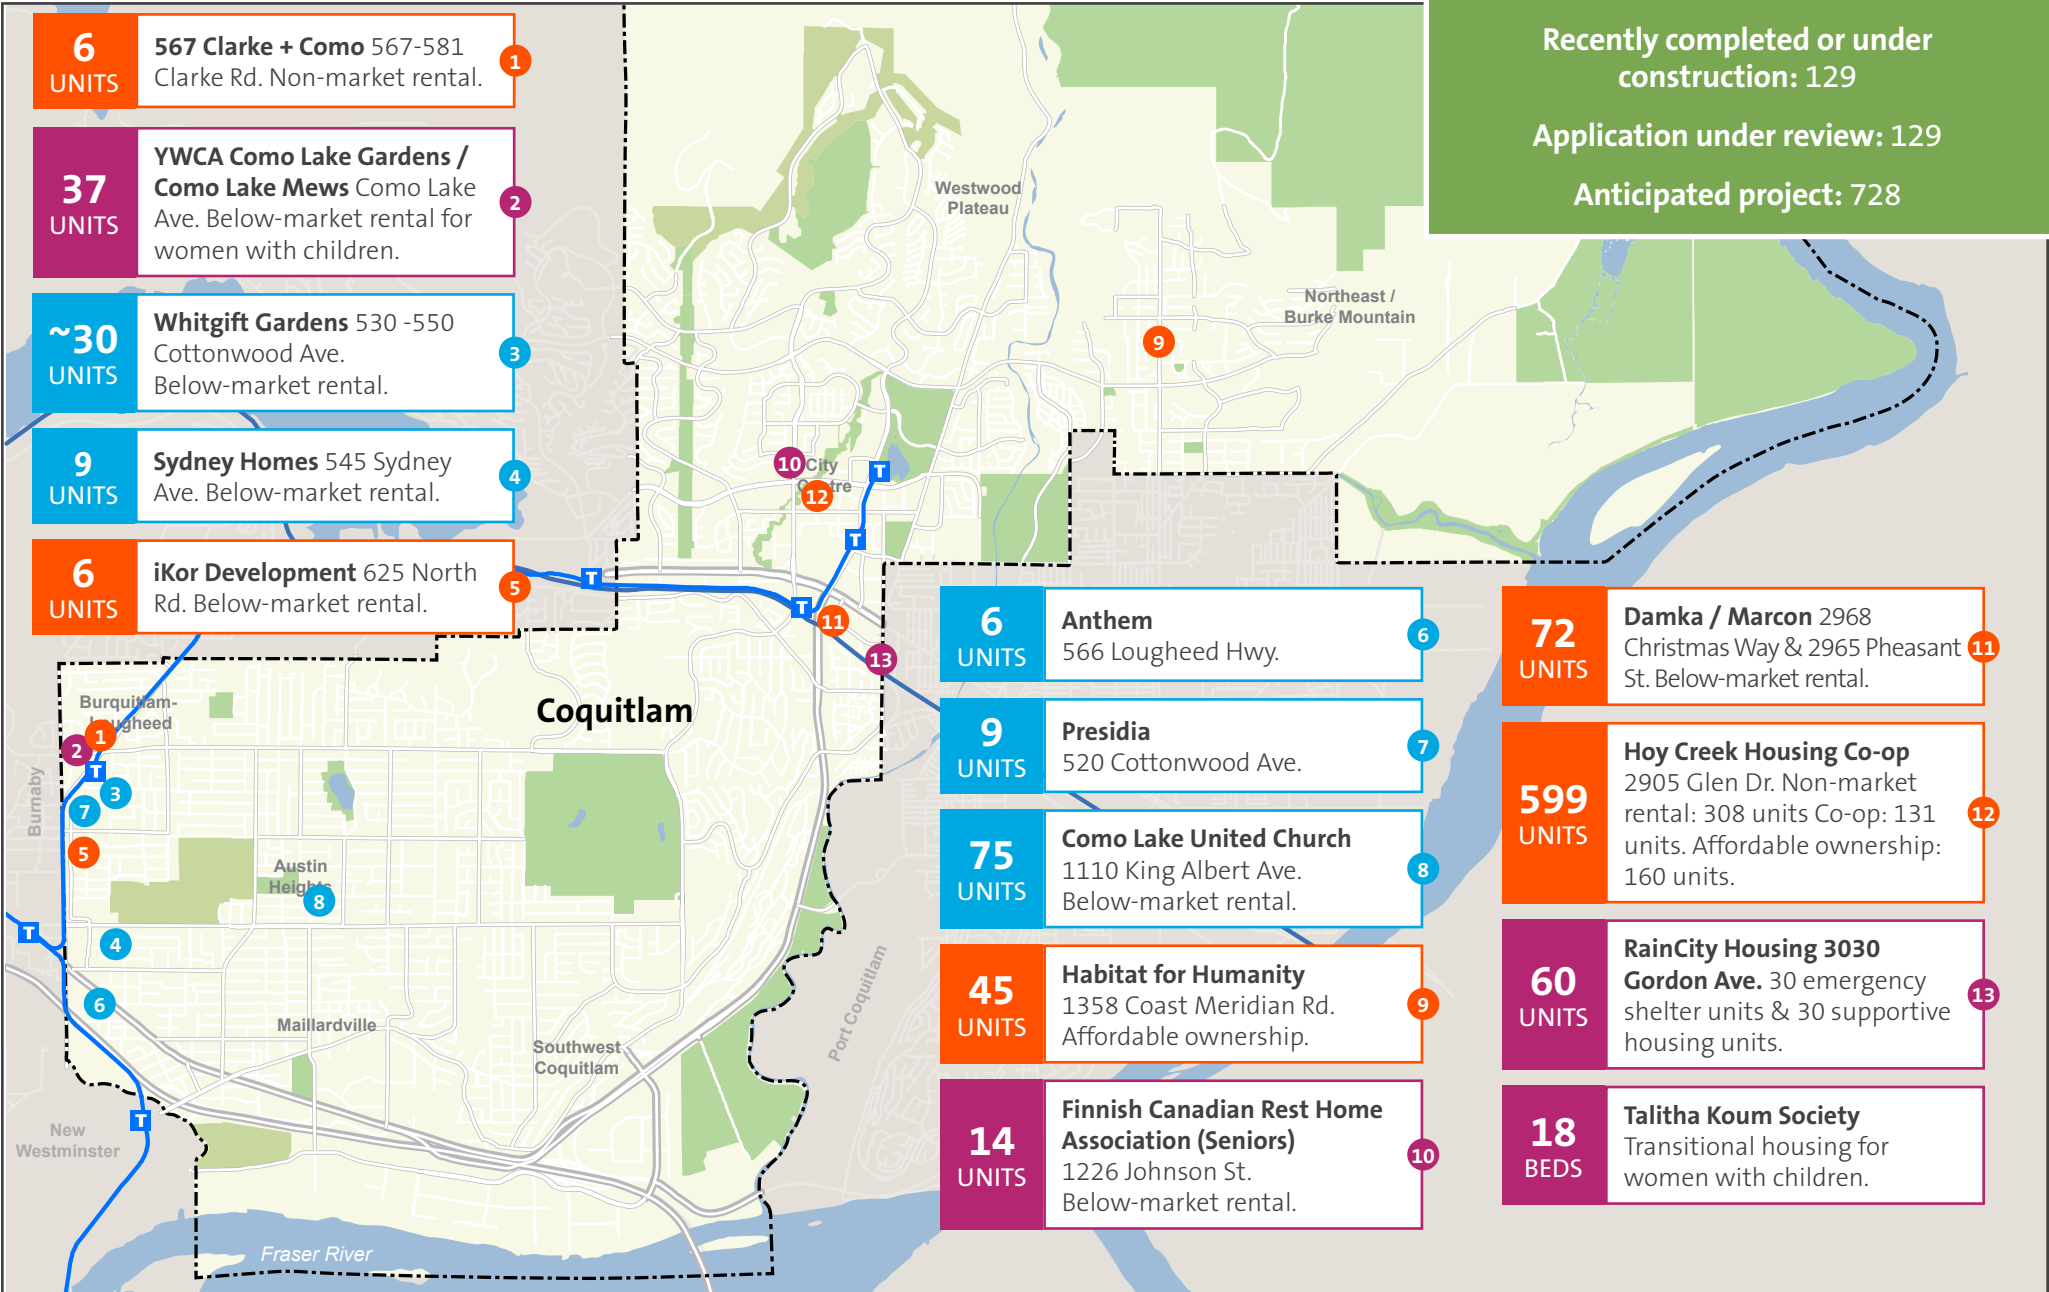 6
UNITS
567 Clarke + Como 567-581
Clarke Rd. Non-market rental.
1
37
UNITS
YWCA Como Lake Gardens /
Como Lake Mews Como Lake
Ave. Below-market rental for
women with children.
2
~30
UNITS
Whitgift Gardens 530 -550
Cottonwood Ave.
Below-market rental.
3
9
UNITS
Sydney Homes 545 Sydney
Ave. Below-market rental.
4
6
UNITS
iKor Development 625 North
Rd. Below-market rental.
5
Recently completed or under
construction: 129
Application under review: 129
Anticipated project: 728
Westwood
Plateau
Northeast /
Burke Mountain
9
10
City
Centre
12
T
T
T
T
11
13
Coquitlam
Burquitlam-
Lougheed
1
2
T
3
7
5
Burnaby
Austin
Heights
8
T
4
6
Maillardville
Southwest
Coquitlam
Port Coquitlam
New
Westminster
T
Fraser River
6
UNITS
Anthem
566 Lougheed Hwy.
6
9
UNITS
Presidia
520 Cottonwood Ave.
7
75
UNITS
Como Lake United Church
1110 King Albert Ave.
Below-market rental.
8
45
UNITS
Habitat for Humanity
1358 Coast Meridian Rd.
Affordable ownership.
9
14
UNITS
Finnish Canadian Rest Home
Association (Seniors)
1226 Johnson St.
Below-market rental.
10
72
UNITS
Damka / Marcon 2968
Christmas Way & 2965 Pheasant
St. Below-market rental.
11
599
UNITS
Hoy Creek Housing Co-op
2905 Glen Dr. Non-market
rental: 308 units Co-op: 131
units. Affordable ownership:
160 units.
12
60
UNITS
RainCity Housing 3030
Gordon Ave. 30 emergency
shelter units & 30 supportive
housing units.
13
18
BEDS
Talitha Koum Society
Transitional housing for
women with children.